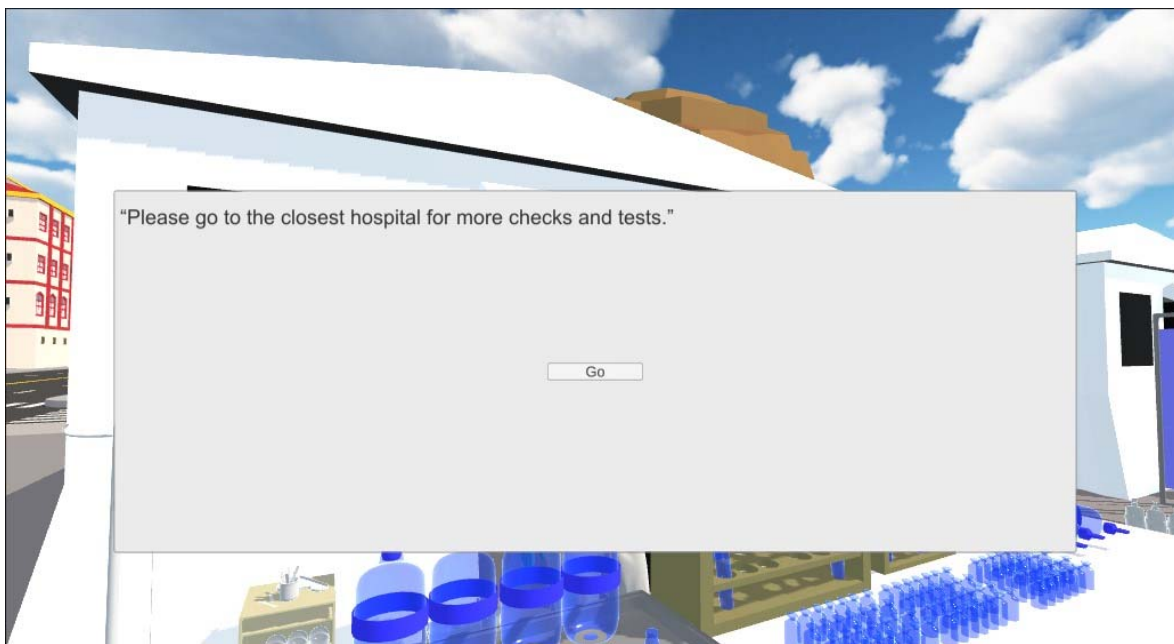 “Please go to the closest hospital for more checks and tests.”
Go